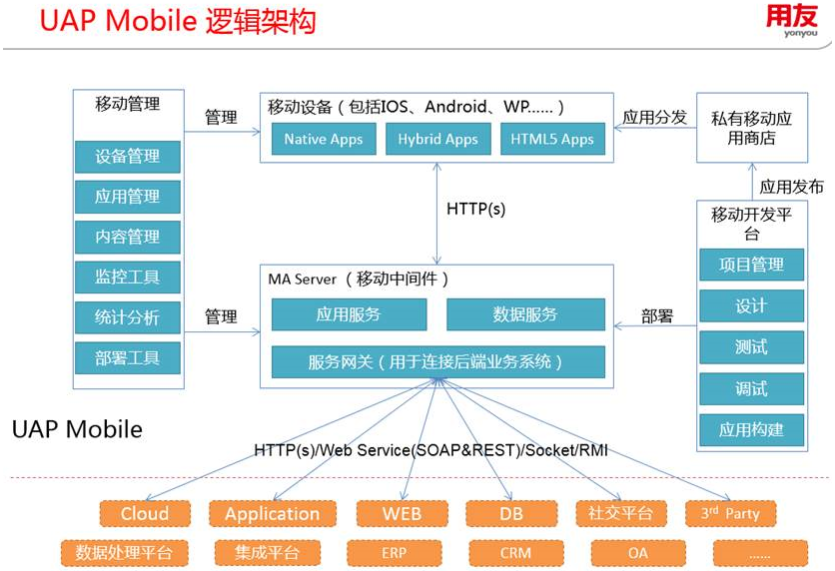 UAP Mobile 逻辑架构
用友
yonyou
移动管理
设备管理
应用管理
内容管理
监控工具
统计分析
部署工具
管理
管理
移动设备（包括IOS、Android、WP……）
Native Apps
Hybrid Apps
HTML5 Apps
HTTP(s)
MA Server （移动中间件）
应用服务
数据服务
服务网关（用于连接后端业务系统）
应用分发
私有移动应
用商店
应用发布
移动开发平
台
项目管理
设计
测试
调试
应用构建
部署
UAP Mobile
HTTP(s)/Web Service(SOAP&REST)/Socket/RMI
Cloud
Application
WEB
DB
社交平台
3rd Party
数据处理平台
集成平台
ERP
CRM
OA
……